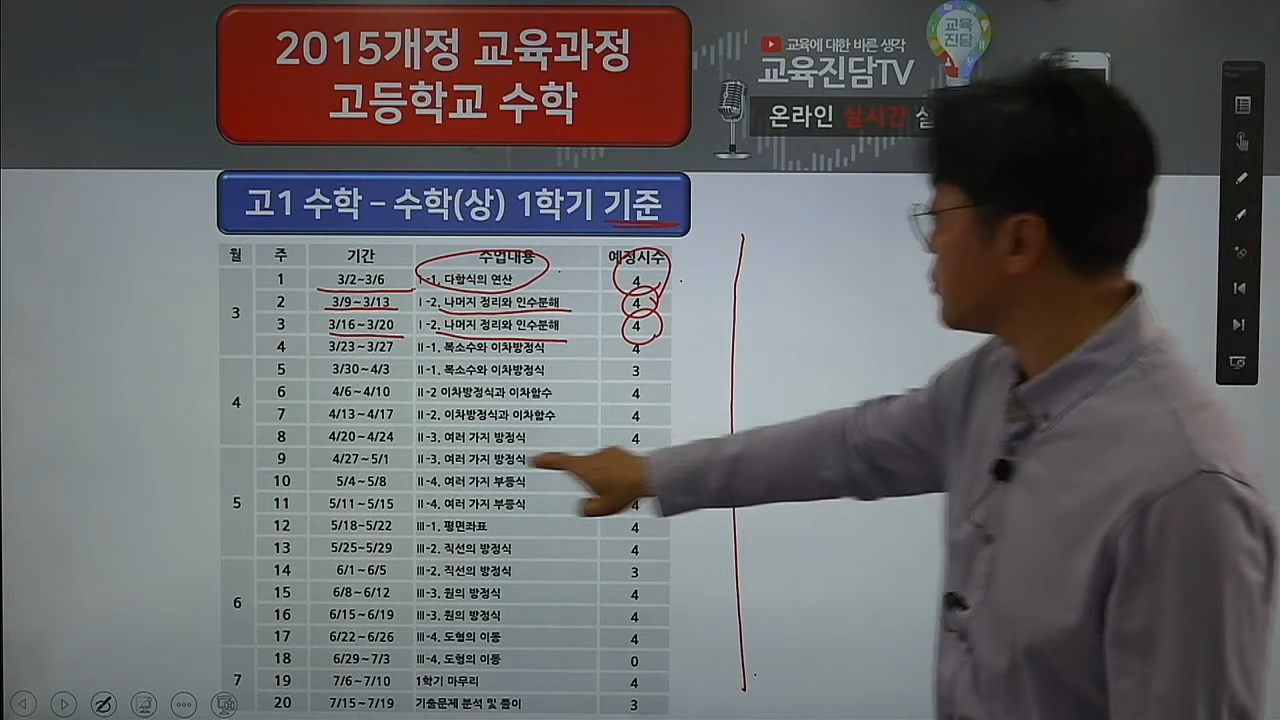 2015개정 교육과정
고등학교 수학
교육에 대한 바른 생각
교육진담TV
교육
진담
온라인 실시간
고1 수학 – 수학(상) 1학기 기준
월 주 기간 수업내용 예정시수
3 1 3/2~3/6 Ⅰ-1. 다항식의 연산 4
2 3/9~3/13 Ⅰ-2. 나머지 정리와 인수분해 4
3 3/16~3/20 Ⅰ-2. 나머지 정리와 인수분해 4
4 3/23~3/27 Ⅱ-1. 복소수와 이차방정식 4
4 5 3/30~4/3 Ⅱ-1. 복소수와 이차방정식 3
6 4/6~4/10 Ⅱ-2 이차방정식과 이차함수 4
7 4/13~4/17 Ⅱ-2. 이차방정식과 이차함수 4
8 4/20~4/24 Ⅱ-3. 여러 가지 방정식 4
5 9 4/27~5/1 Ⅱ-3. 여러 가지 방정식
10 5/4~5/8 Ⅱ-4. 여러 가지 부등식
11 5/11~5/15 Ⅱ-4. 여러 가지 부등식 4
12 5/18~5/22 Ⅲ-1. 평면좌표 4
13 5/25~5/29 Ⅲ-2. 직선의 방정식 4
6 14 6/1~6/5 Ⅲ-2. 직선의 방정식 3
15 6/8~6/12 Ⅲ-3. 원의 방정식 4
16 6/15~6/19 Ⅲ-3. 원의 방정식 4
17 6/22~6/26 Ⅲ-4. 도형의 이동 4
7 18 6/29~7/3 Ⅲ-4. 도형의 이동 0
19 7/6~7/10 1학기 마무리 4
20 7/15~7/19 기출문제 분석 및 풀이 3